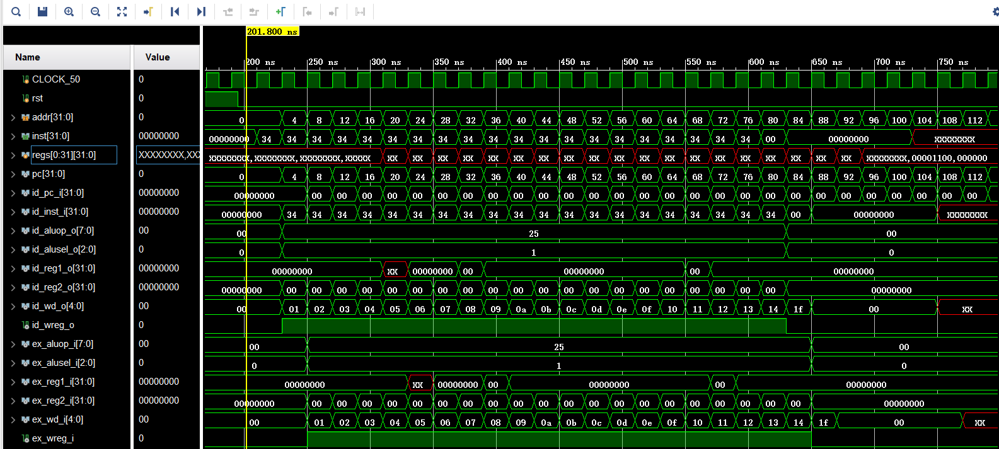 201.800 ns
Name Value
200 ns 250 ns 300 ns 350 ns 400 ns 450 ns 500 ns 550 ns 600 ns 650 ns 700 ns 750 ns
CLOCK_50 0
rst 0
addr[31:0] 0 0 4 8 12 16 20 24 28 32 36 40 44 48 52 56 60 64 68 72 76 80 84 88 92 96 100 104 108 112
inst[31:0] 00000000 00000000 34 34 34 34 34 34 34 34 34 34 34 34 34 34 34 34 34 34 34 34 00 00000000 XXXXXXXX
regs[0:31][31:0] XXXXXXXX,XXX XXXXXXXX,XXXXXXXX,XXXXXXXX,XXXXX XX XX XX XX XX XX XX XX XX XX XX XX XX XX XX XX XX XX XX XXXXXXXX,00001100,000000
pc[31:0] 0 0 4 8 12 16 20 24 28 32 36 40 44 48 52 56 60 64 68 72 76 80 84 88 92 96 100 104 108 112
id_pc_i[31:0] 00000000 00000000 00 00 00 00 00 00 00 00 00 00 00 00 00 00 00 00 00 00 00 00 00 00 00 00 00 00 00
id_inst_i[31:0] 00000000 00000000 34 34 34 34 34 34 34 34 34 34 34 34 34 34 34 34 34 34 34 34 00 00000000 XXXXXXXX
id_aluop_o[7:0] 00 00 25 00
id_alusel_o[2:0] 0 0 1 0
id_reg1_o[31:0] 00000000 00000000 XX 00000000 00 00000000 00 00000000
id_reg2_o[31:0] 00000000 00000000 00 00 00 00 00 00 00 00 00 00 00 00 00 00 00 00 00 00 00 00 00000000
id_wd_o[4:0] 00 00 01 02 03 04 05 06 07 08 09 0a 0b 0c 0d 0e 0f 10 11 12 13 14 1f 00 XX
id_wreg_o 0
ex_aluop_i[7:0] 00 00 25 00
ex_alusel_i[2:0] 0 0 1 0
ex_reg1_i[31:0] 00000000 00000000 XX 00000000 00 00000000 00 00000000
ex_reg2_i[31:0] 00000000 00000000 00 00 00 00 00 00 00 00 00 00 00 00 00 00 00 00 00 00 00 00 00000000
ex_wd_i[4:0] 00 00 01 02 03 04 05 06 07 08 09 0a 0b 0c 0d 0e 0f 10 11 12 13 14 1f 00 XX
ex_wreg_i 0